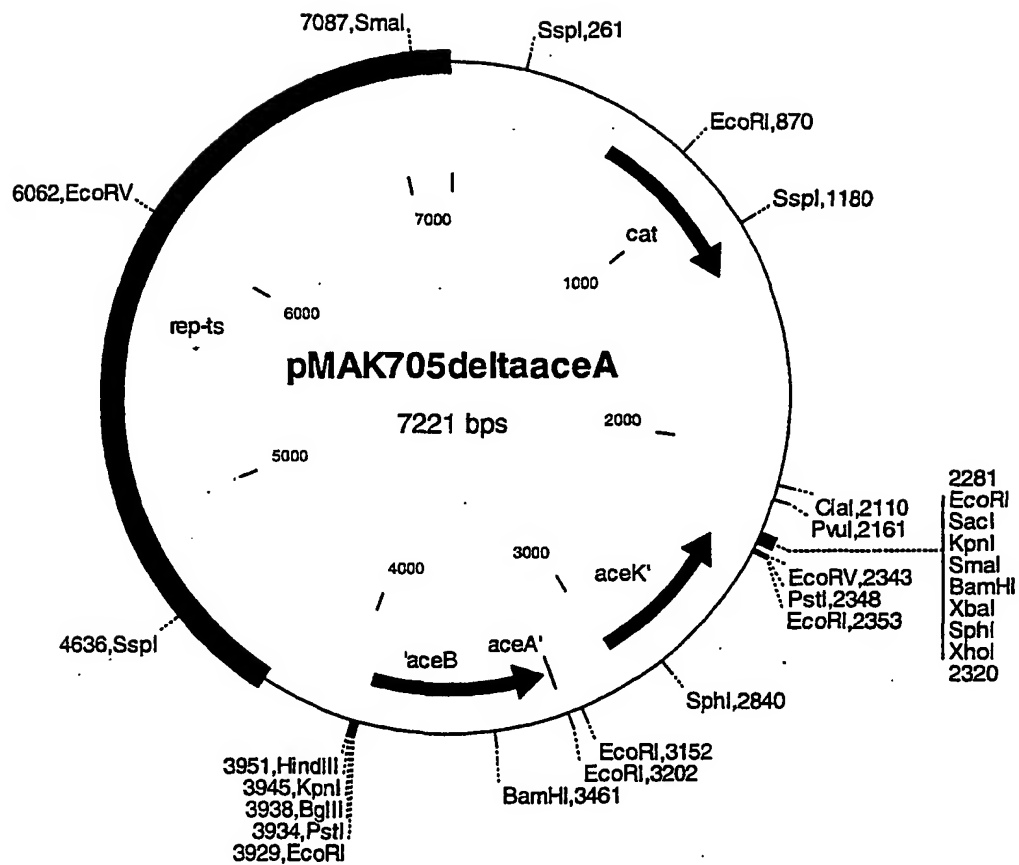 7087,SmaI
SspI,261
EcoRI,870
6062,EcoRV
SspI,1180
7000
cat
1000
rep-ts
6000
pMAK705deltaaceA
7221 bps
2000
5000
2281
ClaI,2110
EcoRI
PvuI,2161
SacI
KpnI
3000
SmaI
4000
aceK'
EcoRV,2343
BamHI
PstI,2348
XbaI
EcoRI,2353
SphI
4636,SspI
'aceB
aceA'
XhoI
2320
SphI,2840
EcoRI,3152
3951,HindIII
EcoRI,3202
3945,KpnI
BamHI,3461
3938,BglII
3934,PstI
3929,EcoRI